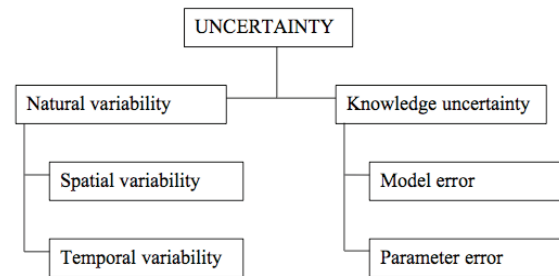 UNCERTAINTY
Natural variability
Knowledge uncertainty
Spatial variability
Model error
Temporal variability
Parameter error